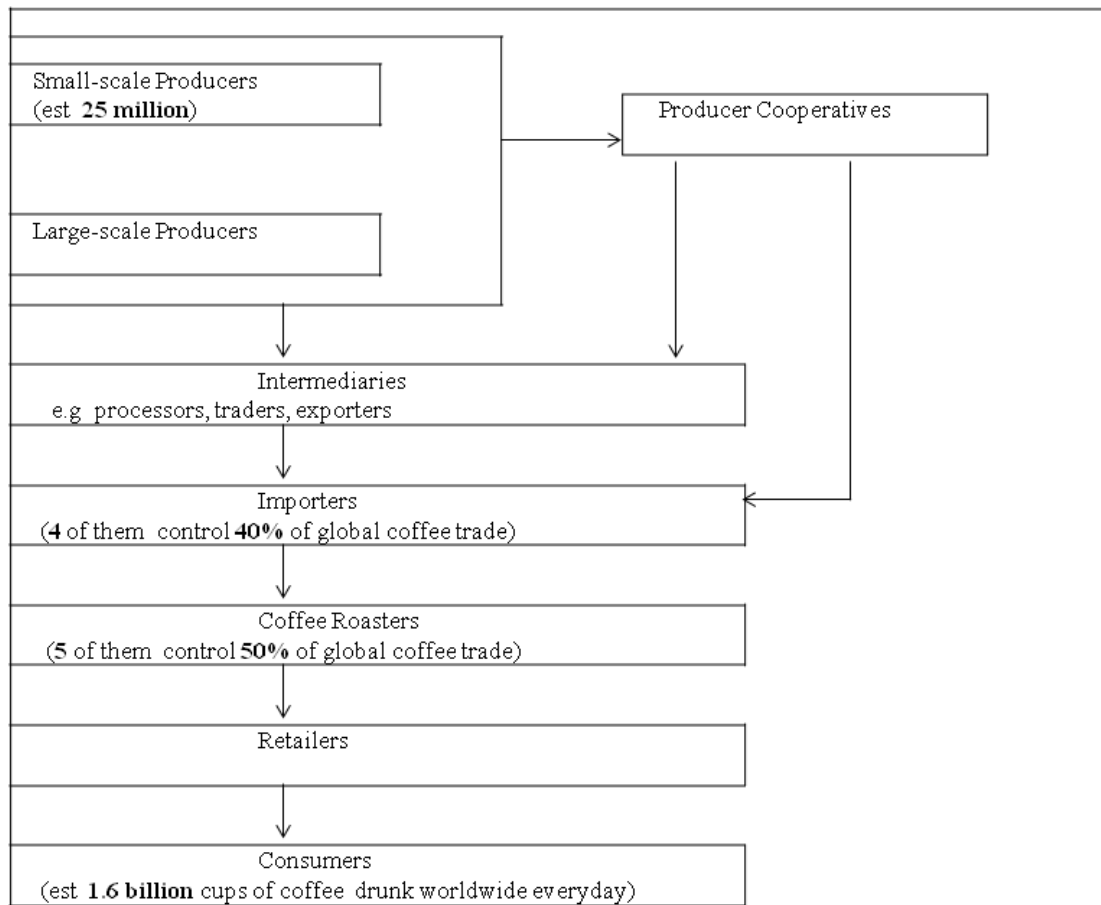 Small-scale Producers
(est 25 million)
Producer Cooperatives
Large-scale Producers
Intermediaries
e.g processors, traders, exporters
Importers
(4 of them control 40% of global coffee trade)
Coffee Roasters
(5 of them control 50% of global coffee trade)
Retailers
Consumers
(est 1.6 billion cups of coffee drunk worldwide everyday)